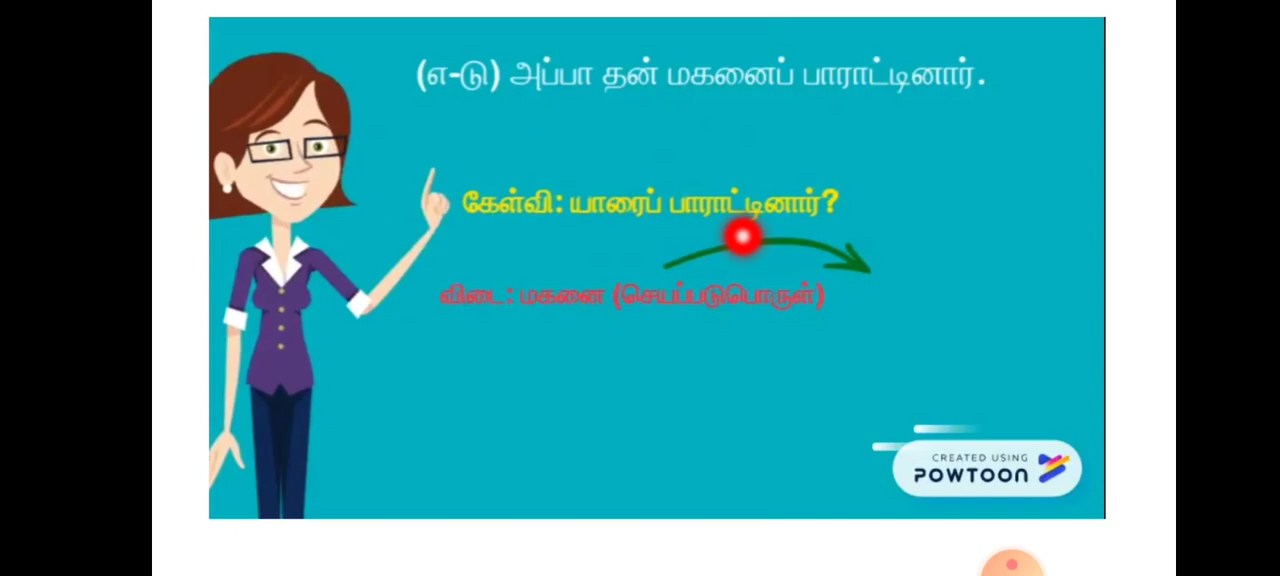 (எ-டு) அப்பா தன் மகனைப் பாராட்டினார்.
கேள்வி: யாரைப் பாராட்டினார்?
விடை: மகனை (செயப்படுபொருள்)
CREATED USING
POWTOON